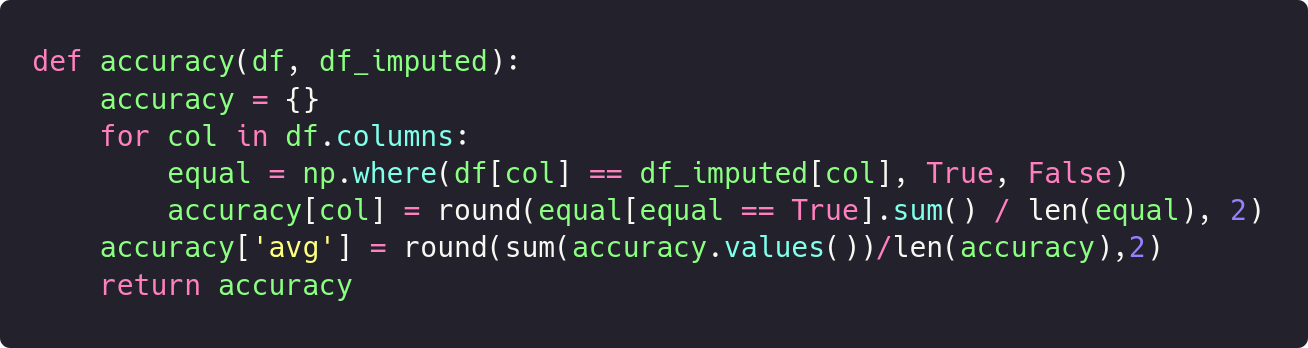 def accuracy(df, df_imputed):
    accuracy = {}
    for col in df.columns:
        equal = np.where(df[col] == df_imputed[col], True, False)
        accuracy[col] = round(equal[equal == True].sum() / len(equal), 2)
    accuracy['avg'] = round(sum(accuracy.values())/len(accuracy),2)
    return accuracy